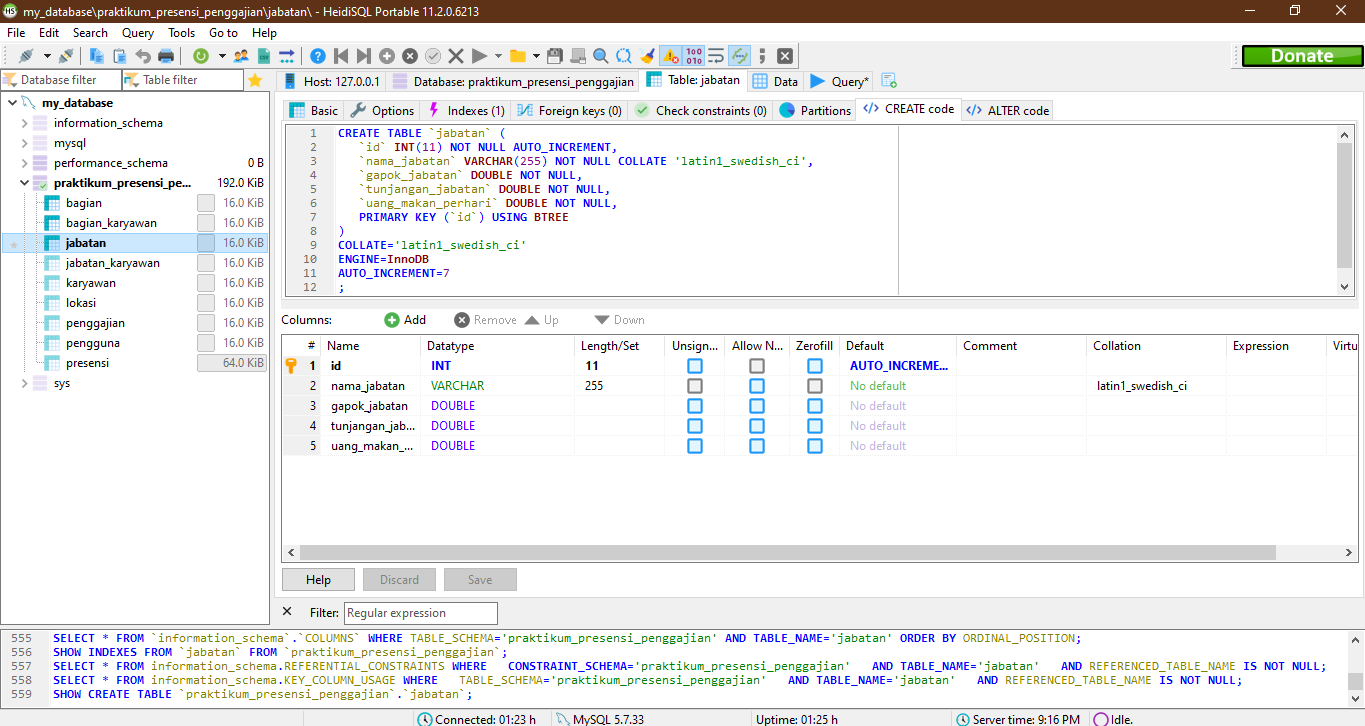 my_database\praktikum_presensi_penggajian\jabatan\ - HeidiSQL Portable 11.2.0.6213
File Edit Search Query Tools Go to Help
Donate
Database filter Table filter
Host: 127.0.0.1 Database: praktikum_presensi_penggajian Table: jabatan Data Query*
my_database
information_schema
mysql
performance_schema 0 B
praktikum_presensi_pe... 192.0 KiB
bagian 16.0 KiB
bagian_karyawan 16.0 KiB
jabatan 16.0 KiB
jabatan_karyawan 16.0 KiB
karyawan 16.0 KiB
lokasi 16.0 KiB
penggajian 16.0 KiB
pengguna 16.0 KiB
presensi 64.0 KiB
sys
Basic Options Indexes (1) Foreign keys (0) Check constraints (0) Partitions CREATE code ALTER code
1 CREATE TABLE `jabatan` (
2 `id` INT(11) NOT NULL AUTO_INCREMENT,
3 `nama_jabatan` VARCHAR(255) NOT NULL COLLATE 'latin1_swedish_ci',
4 `gapok_jabatan` DOUBLE NOT NULL,
5 `tunjangan_jabatan` DOUBLE NOT NULL,
6 `uang_makan_perhari` DOUBLE NOT NULL,
7 PRIMARY KEY (`id`) USING BTREE
8 )
9 COLLATE='latin1_swedish_ci'
10 ENGINE=InnoDB
11 AUTO_INCREMENT=7
12 ;
Columns: Add Remove Up Down
# Name Datatype Length/Set Unsign... Allow N... Zerofill Default Comment Collation Expression Virtu
1 id INT 11 AUTO_INCREME...
2 nama_jabatan VARCHAR 255 No default latin1_swedish_ci
3 gapok_jabatan DOUBLE No default
4 tunjangan_jab... DOUBLE No default
5 uang_makan_... DOUBLE No default
Help Discard Save
Filter: Regular expression
555 SELECT * FROM `information_schema`.`COLUMNS` WHERE TABLE_SCHEMA='praktikum_presensi_penggajian' AND TABLE_NAME='jabatan' ORDER BY ORDINAL_POSITION;
556 SHOW INDEXES FROM `jabatan` FROM `praktikum_presensi_penggajian`;
557 SELECT * FROM information_schema.REFERENTIAL_CONSTRAINTS WHERE CONSTRAINT_SCHEMA='praktikum_presensi_penggajian' AND TABLE_NAME='jabatan' AND REFERENCED_TABLE_NAME IS NOT NULL;
558 SELECT * FROM information_schema.KEY_COLUMN_USAGE WHERE TABLE_SCHEMA='praktikum_presensi_penggajian' AND TABLE_NAME='jabatan' AND REFERENCED_TABLE_NAME IS NOT NULL;
559 SHOW CREATE TABLE `praktikum_presensi_penggajian`.`jabatan`;
Connected: 01:23 h MySQL 5.7.33 Uptime: 01:25 h Server time: 9:16 PM Idle.